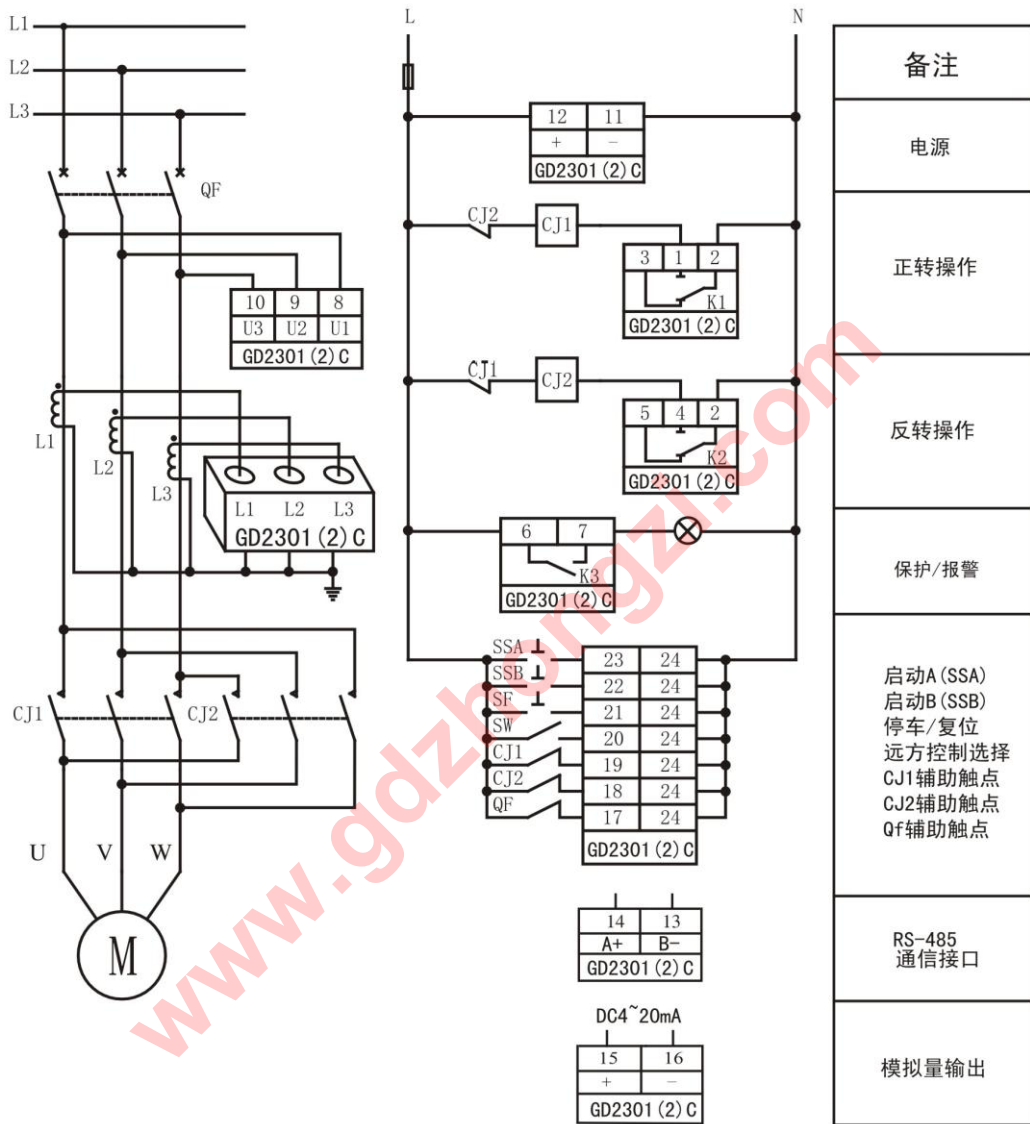 L1
L2
L3
QF
10 9 8
U3 U2 U1
GD2301(2)C
L1
L2
L3
L1 L2 L3
GD2301(2)C
CJ1
CJ2
U V W
M
L N
12 11
+ -
GD2301(2)C
CJ2
CJ1
3 1 2
K1
GD2301(2)C
CJ1
CJ2
5 4 2
K2
GD2301(2)C
6 7
K3
GD2301(2)C
SSA 23 24
SSB 22 24
SF 21 24
SW 20 24
CJ1 19 24
CJ2 18 24
QF 17 24
GD2301(2)C
14 13
A+ B-
GD2301(2)C
DC4~20mA
15 16
+ -
GD2301(2)C
备注
电源
正转操作
反转操作
保护/报警
启动A(SSA)
启动B(SSB)
停车/复位
远方控制选择
CJ1辅助触点
CJ2辅助触点
Qf辅助触点
RS-485
通信接口
模拟量输出
www.gdzhongzi.com